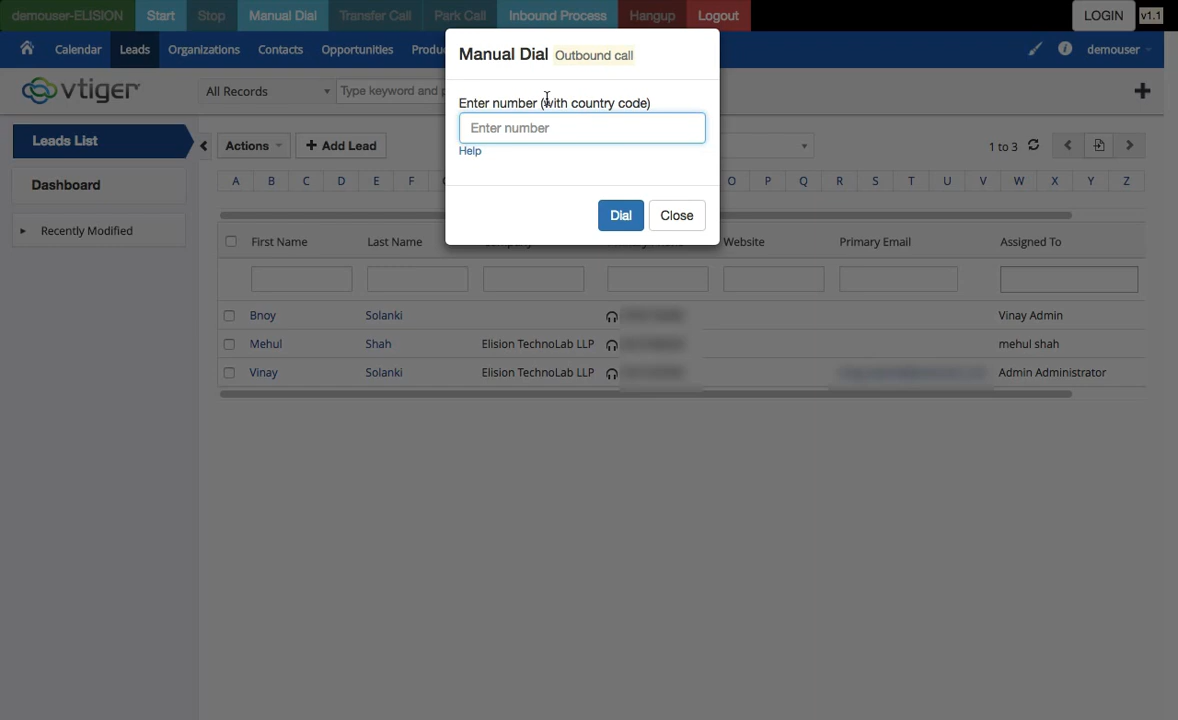 demouser-ELISION Start Stop Manual Dial Transfer Call Park Call Inbound Process Hangup Logout LOGIN v1.1
Calendar Leads Organizations Contacts Opportunities demouser
vtiger All Records Type keyword and
Manual Dial Outbound call
Enter number (with country code)
Enter number
Help
Dial Close
Leads List
Dashboard
Recently Modified
Actions + Add Lead 1 to 3
A B C D E F O P Q R S T U V W X Y Z
First Name Last Name Website Primary Email Assigned To
Bnoy Solanki Vinay Admin
Mehul Shah Elision TechnoLab LLP mehul shah
Vinay Solanki Elision TechnoLab LLP Admin Administrator